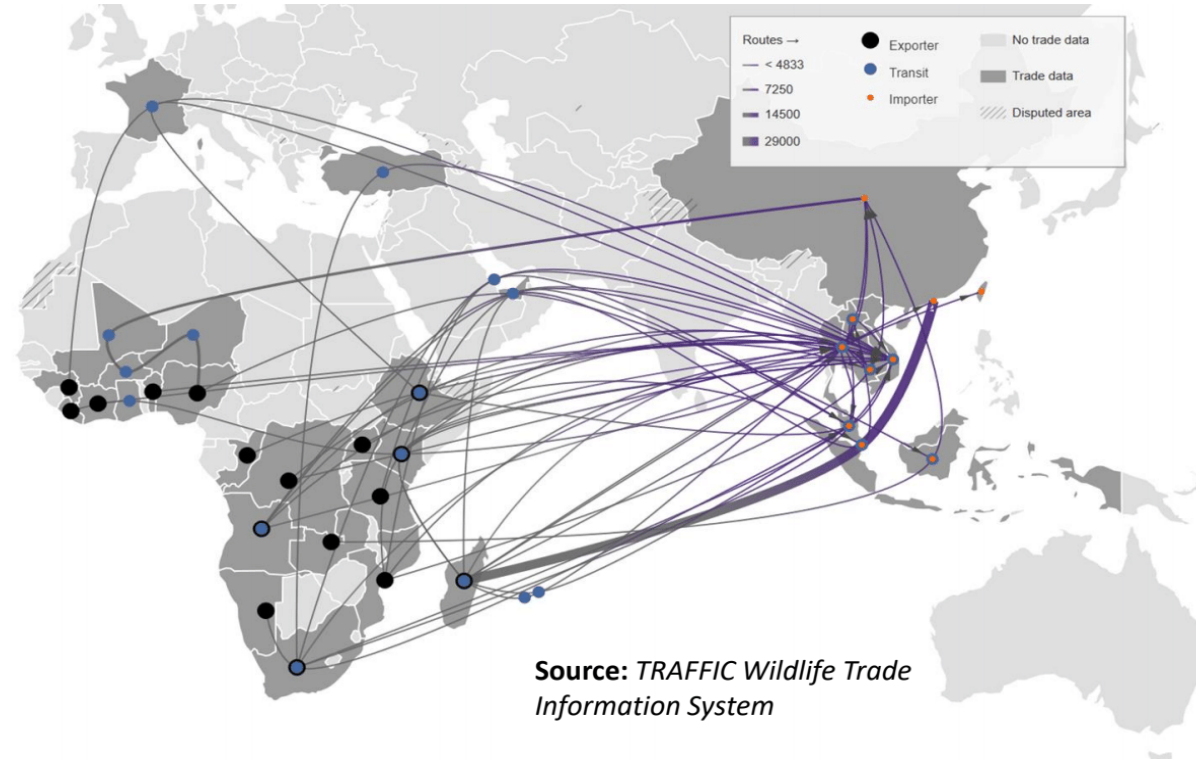 Routes →
< 4833
7250
14500
29000
Exporter
Transit
Importer
No trade data
Trade data
Disputed area
Source: TRAFFIC Wildlife Trade
Information System